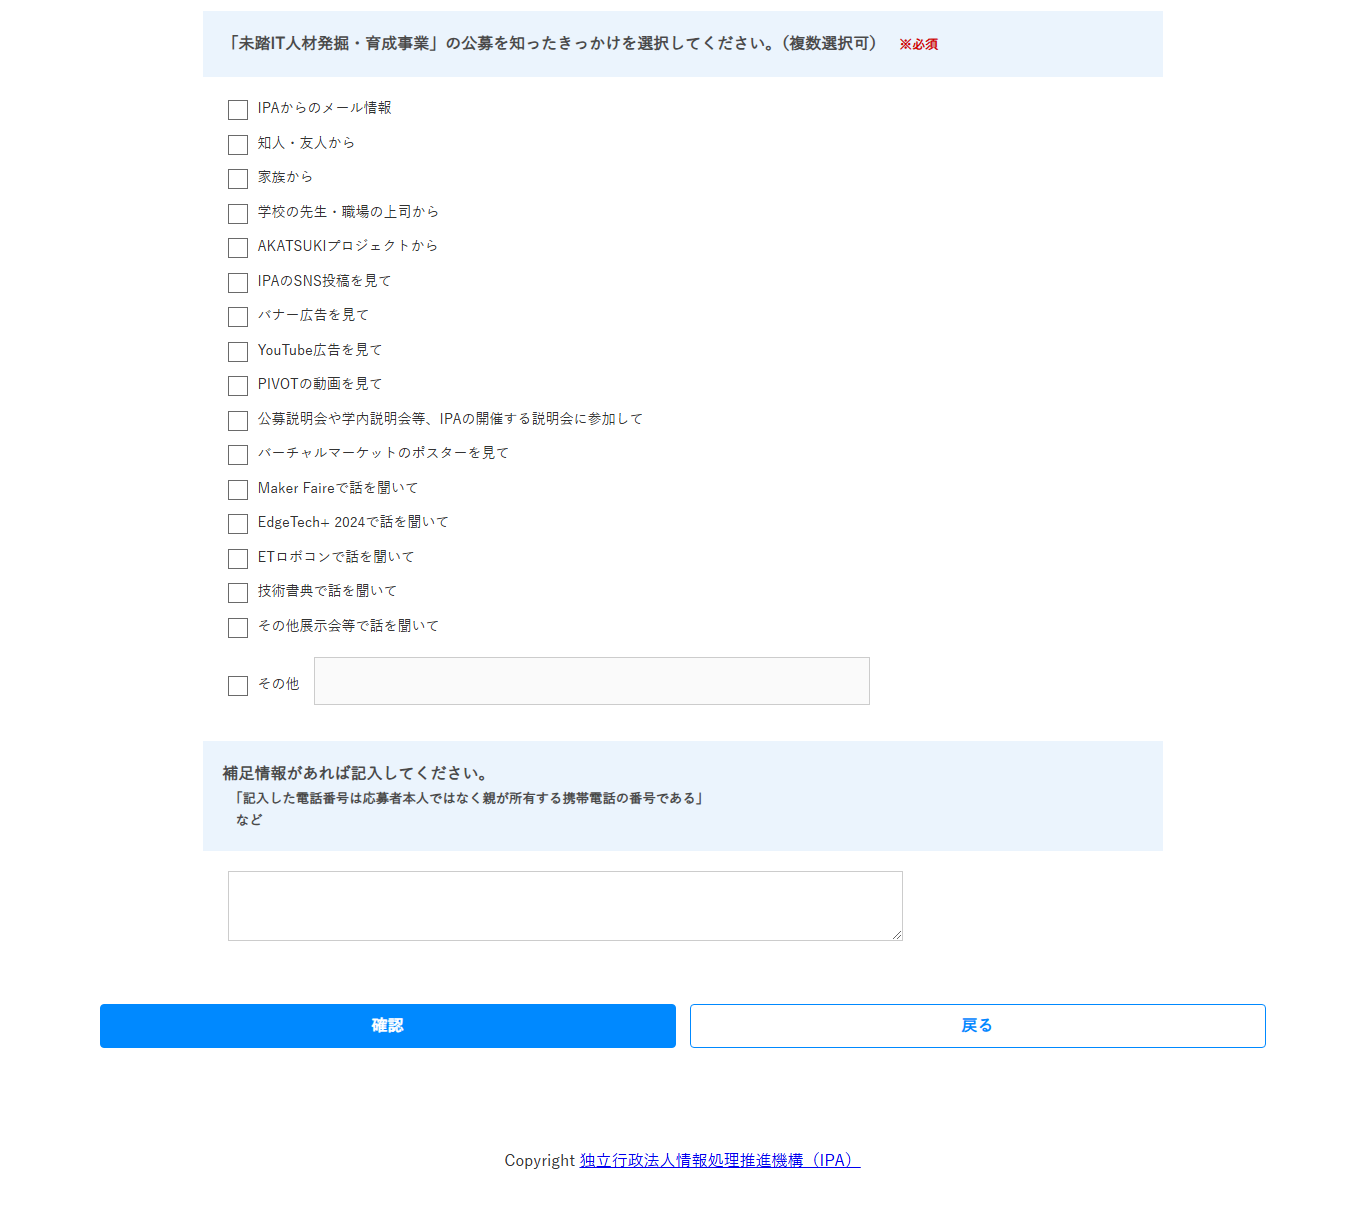 「未踏IT人材発掘・育成事業」の公募を知ったきっかけを選択してください。（複数選択可） ※必須
IPAからのメール情報
知人・友人から
家族から
学校の先生・職場の上司から
AKATSUKIプロジェクトから
IPAのSNS投稿を見て
バナー広告を見て
YouTube広告を見て
PIVOTの動画を見て
公募説明会や学内説明会等、IPAの開催する説明会に参加して
バーチャルマーケットのポスターを見て
Maker Faireで話を聞いて
EdgeTech+ 2024で話を聞いて
ETロボコンで話を聞いて
技術書典で話を聞いて
その他展示会等で話を聞いて
その他
補足情報があれば記入してください。
「記入した電話番号は応募者本人ではなく親が所有する携帯電話の番号である」
など
確認
戻る
Copyright 独立行政法人情報処理推進機構（IPA）